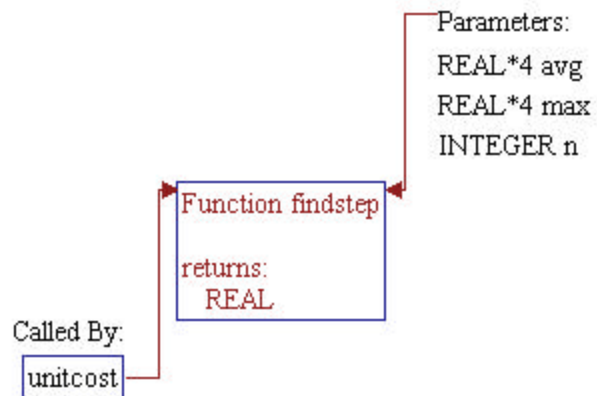 Parameters:
REAL*4 avg
REAL*4 max
INTEGER n
Function findstep
returns:
REAL
Called By:
unitcost